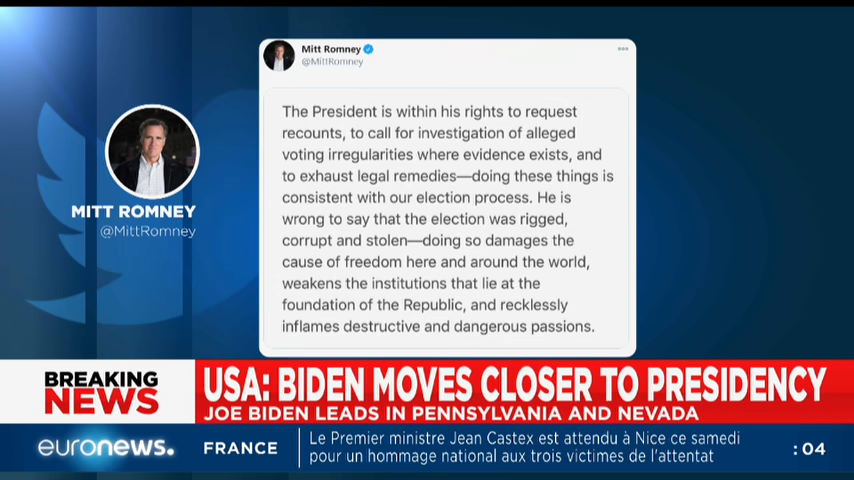 Mitt Romney
@MittRomney
The President is within his rights to request
recounts, to call for investigation of alleged
voting irregularities where evidence exists, and
to exhaust legal remedies—doing these things is
consistent with our election process. He is
wrong to say that the election was rigged,
corrupt and stolen—doing so damages the
cause of freedom here and around the world,
weakens the institutions that lie at the
foundation of the Republic, and recklessly
inflames destructive and dangerous passions.
MITT ROMNEY
@MittRomney
BREAKING
NEWS
USA: BIDEN MOVES CLOSER TO PRESIDENCY
JOE BIDEN LEADS IN PENNSYLVANIA AND NEVADA
euronews.
FRANCE
Le Premier ministre Jean Castex est attendu à Nice ce samedi
pour un hommage national aux trois victimes de l'attentat
:04